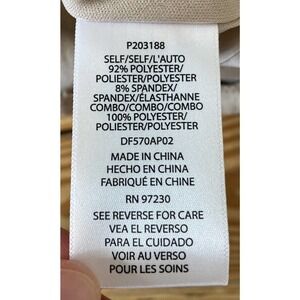 P203188
SELF/SELF/L'AUTO
92% POLYESTER/
POLIESTER/POLYESTER
8% SPANDEX/
SPANDEX/ÉLASTHANNE
COMBO/COMBO/COMBO
100% POLYESTER/
POLIESTER/POLYESTER
DF570AP02
MADE IN CHINA
HECHO EN CHINA
FABRIQUÉ EN CHINE
RN 97230
SEE REVERSE FOR CARE
VEA EL REVERSO
PARA EL CUIDADO
VOIR AU VERSO
POUR LES SOINS